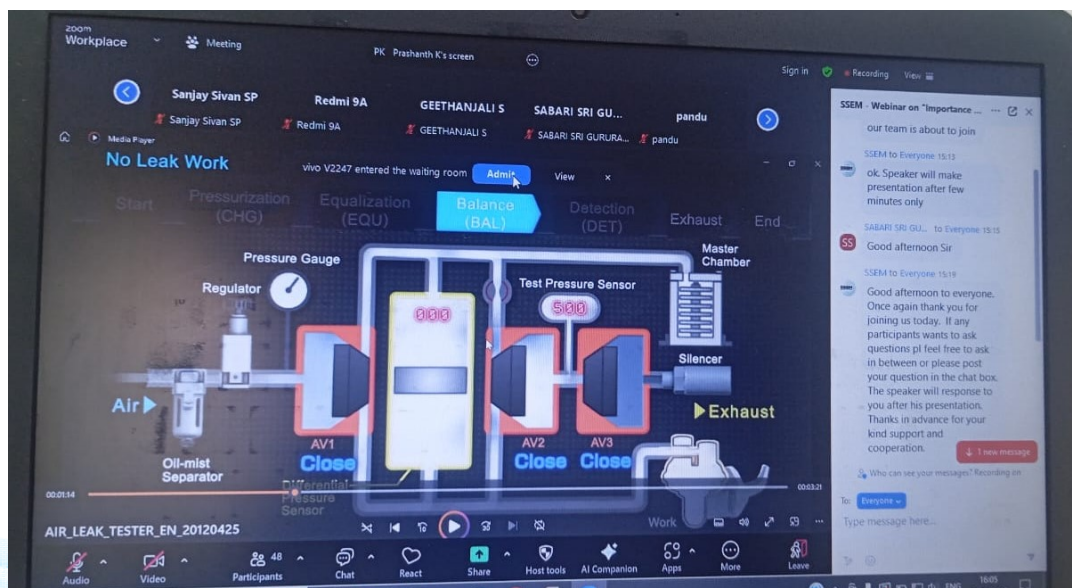 zoom
Workplace
Meeting
PK Prashanth K's screen
Sign in
Recording
View
Sanjay Sivan SP
Redmi 9A
GEETHANJALI S
SABARI SRI GU...
pandu
Sanjay Sivan SP
Redmi 9A
GEETHANJALI S
SABARI SRI GURURA...
pandu
Media Player
No Leak Work
vivo V2247 entered the waiting room
Admit
View
Start
Pressurization
(CHG)
Equalization
(EQU)
Balance
(BAL)
Detection
(DET)
Exhaust
End
Pressure Gauge
Regulator
000
Test Pressure Sensor
500
Master
Chamber
Silencer
Air
Exhaust
Oil-mist
Separator
AV1
Close
AV2
Close
AV3
Close
Differential
Pressure
Sensor
Work
00:01:14
00:03:21
AIR_LEAK_TESTER_EN_20120425
Audio
Video
48
Participants
Chat
React
Share
Host tools
AI Companion
Apps
More
Leave
SSEM - Webinar on "Importance ...
our team is about to join
SSEM to Everyone 15:13
ok. Speaker will make
presentation after few
minutes only
SABARI SRI GU... to Everyone 15:15
SS
Good afternoon Sir
SSEM to Everyone 15:19
Good afternoon to everyone.
Once again thank you for
joining us today. If any
participants wants to ask
questions pl feel free to ask
in between or please post
your question in the chat box.
The speaker will response to
you after his presentation.
Thanks in advance for your
kind support and
cooperation.
1 new message
Who can see your messages? Recording on
To: Everyone
Type message here...
ENG
16:05